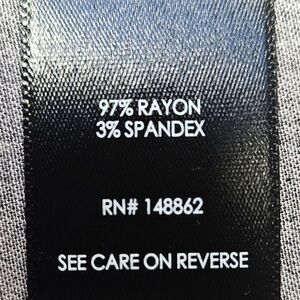 97% RAYON
3% SPANDEX
RN# 148862
SEE CARE ON REVERSE